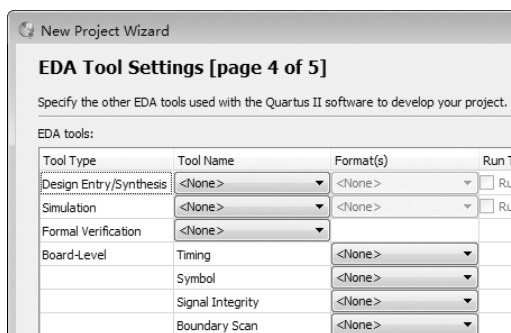 New Project Wizard
EDA Tool Settings [page 4 of 5]
Specify the other EDA tools used with the Quartus II software to develop your project.
EDA tools:
Tool Type Tool Name Format(s) Run
Design Entry/Synthesis <None> <None>
Simulation <None> <None>
Formal Verification <None>
Board-Level Timing <None>
Symbol <None>
Signal Integrity <None>
Boundary Scan <None>